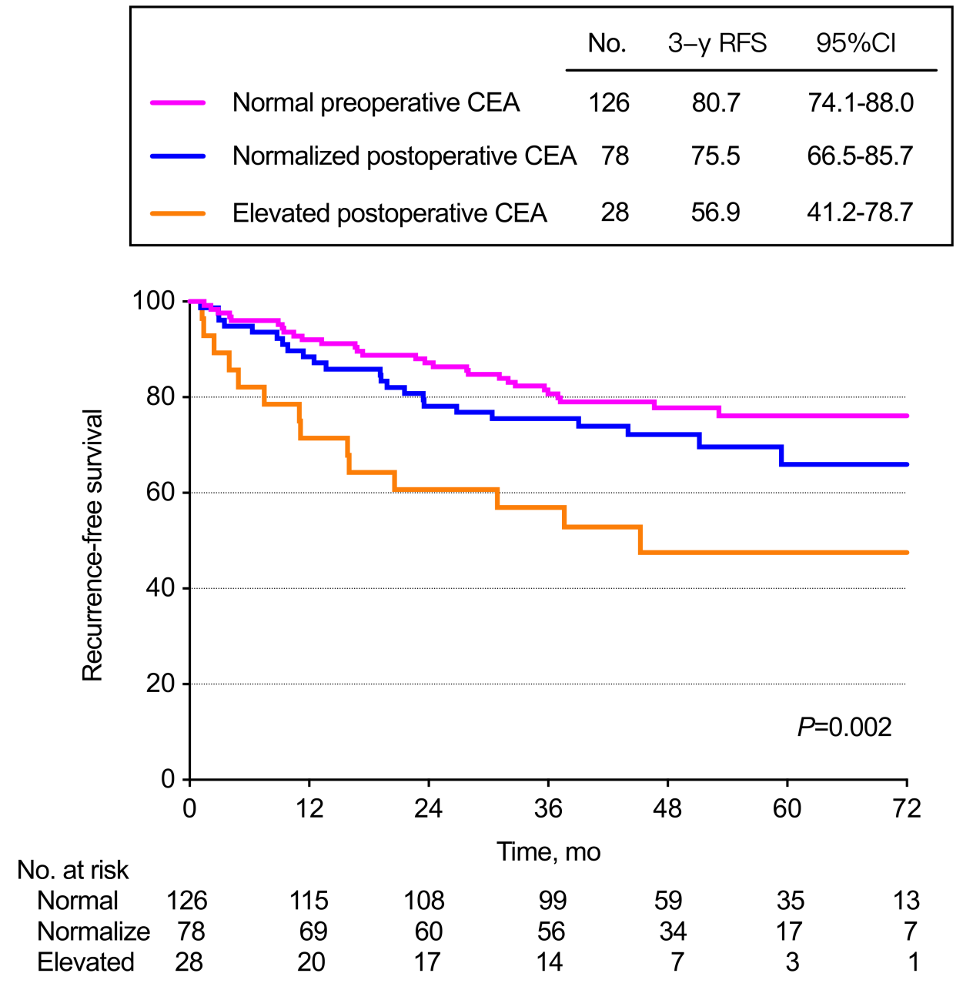 No. 3–y RFS 95%CI
Normal preoperative CEA 126 80.7 74.1-88.0
Normalized postoperative CEA 78 75.5 66.5-85.7
Elevated postoperative CEA 28 56.9 41.2-78.7
100
80
60
40
20
0
Recurrence-free survival
P=0.002
0 12 24 36 48 60 72
Time, mo
No. at risk
Normal 126 115 108 99 59 35 13
Normalize 78 69 60 56 34 17 7
Elevated 28 20 17 14 7 3 1